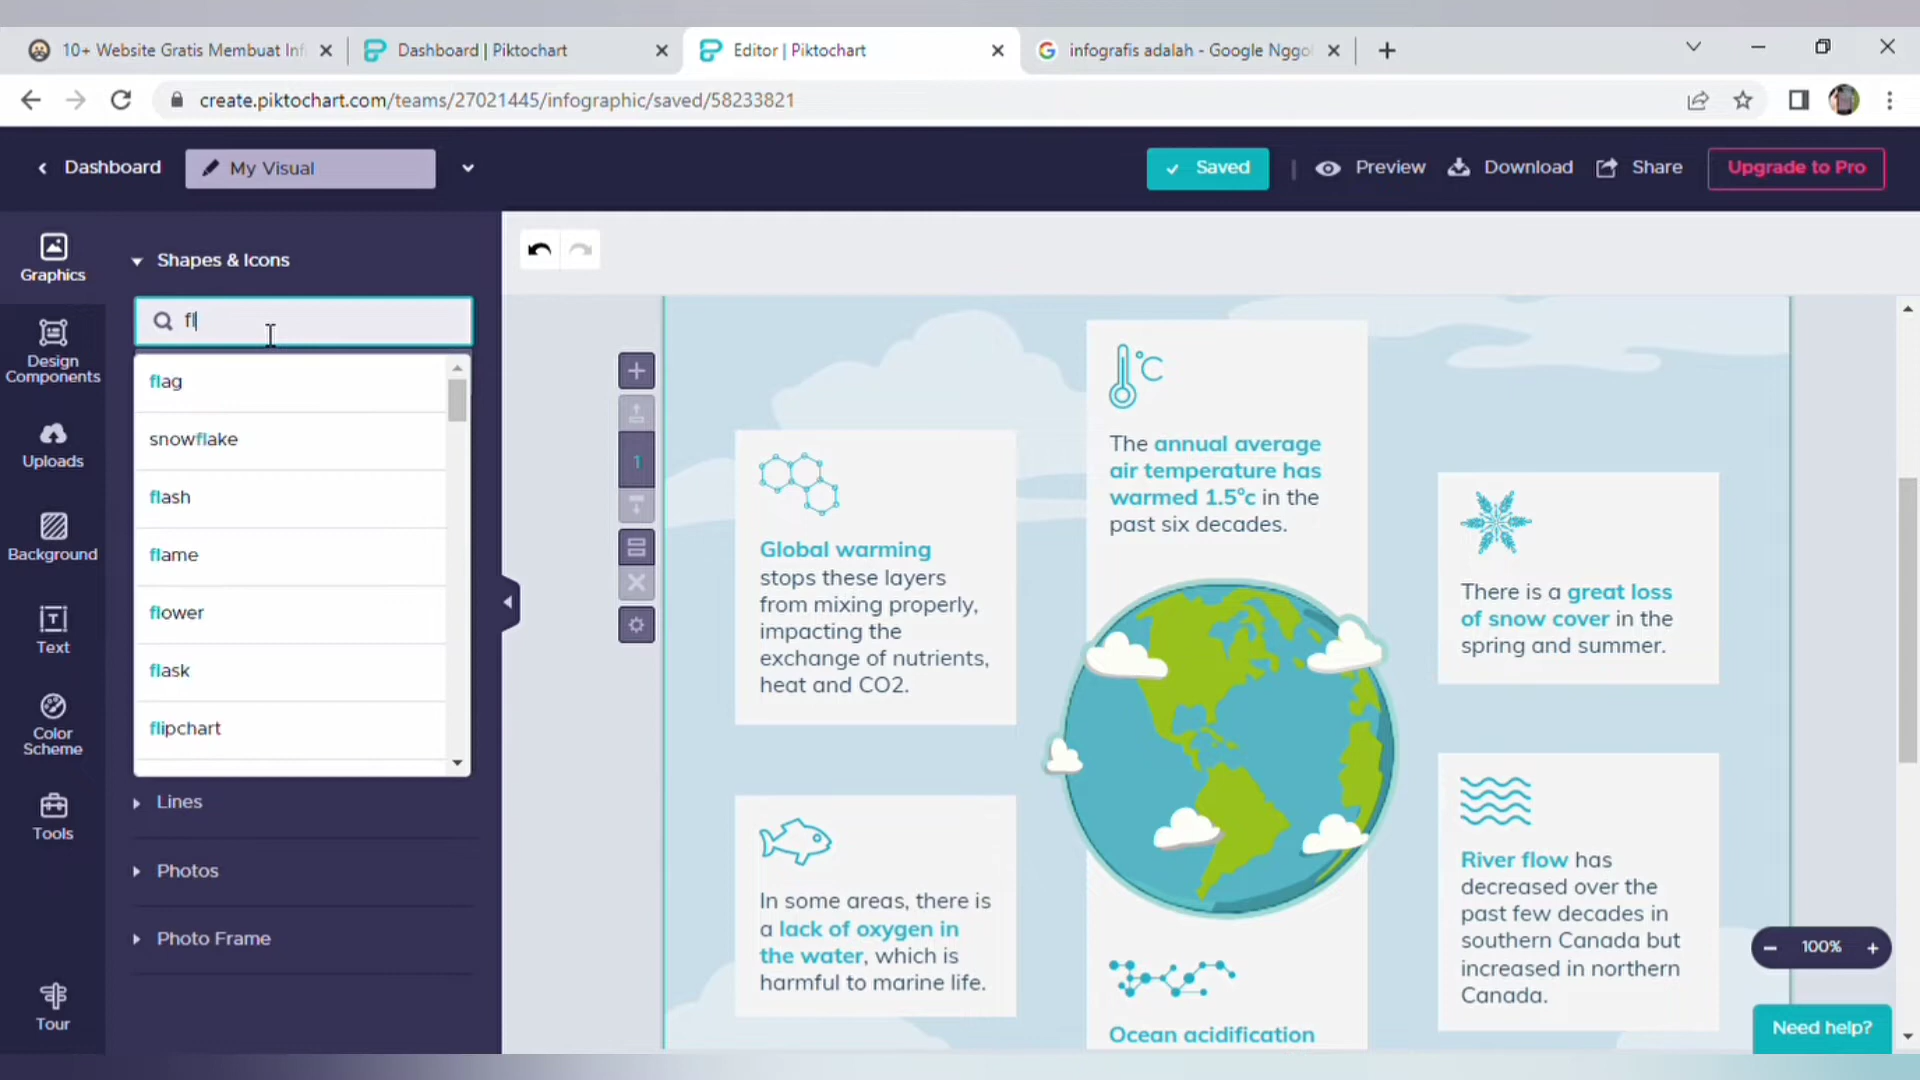 10+ Website Gratis Membuat Inf
Dashboard | Piktochart
Editor | Piktochart
infografis adalah - Google Nggo
create.piktochart.com/teams/27021445/infographic/saved/58233821
Dashboard
My Visual
Saved
Preview
Download
Share
Upgrade to Pro
Graphics
Design
Components
Uploads
Background
Text
Color
Scheme
Tools
Tour
Shapes & Icons
fl
flag
snowflake
flash
flame
flower
flask
flipchart
Lines
Photos
Photo Frame
1
Global warming
stops these layers
from mixing properly,
impacting the
exchange of nutrients,
heat and CO2.
In some areas, there is
a lack of oxygen in
the water, which is
harmful to marine life.
°C
The annual average
air temperature has
warmed 1.5°c in the
past six decades.
Ocean acidification
There is a great loss
of snow cover in the
spring and summer.
River flow has
decreased over the
past few decades in
southern Canada but
increased in northern
Canada.
100%
Need help?